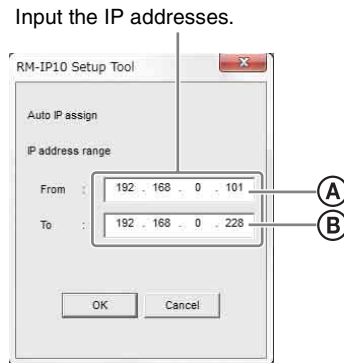 Input the IP addresses.
RM-IP10 Setup Tool
Auto IP assign
IP address range
From : 192 . 168 . 0 . 101 A
To : 192 . 168 . 0 . 228 B
OK Cancel